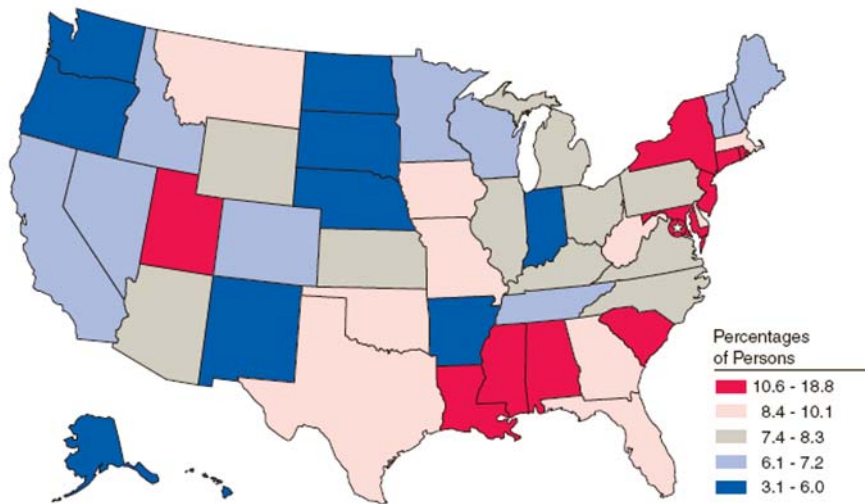 Percentages
of Persons
10.6 - 18.8
8.4 - 10.1
7.4 - 8.3
6.1 - 7.2
3.1 - 6.0